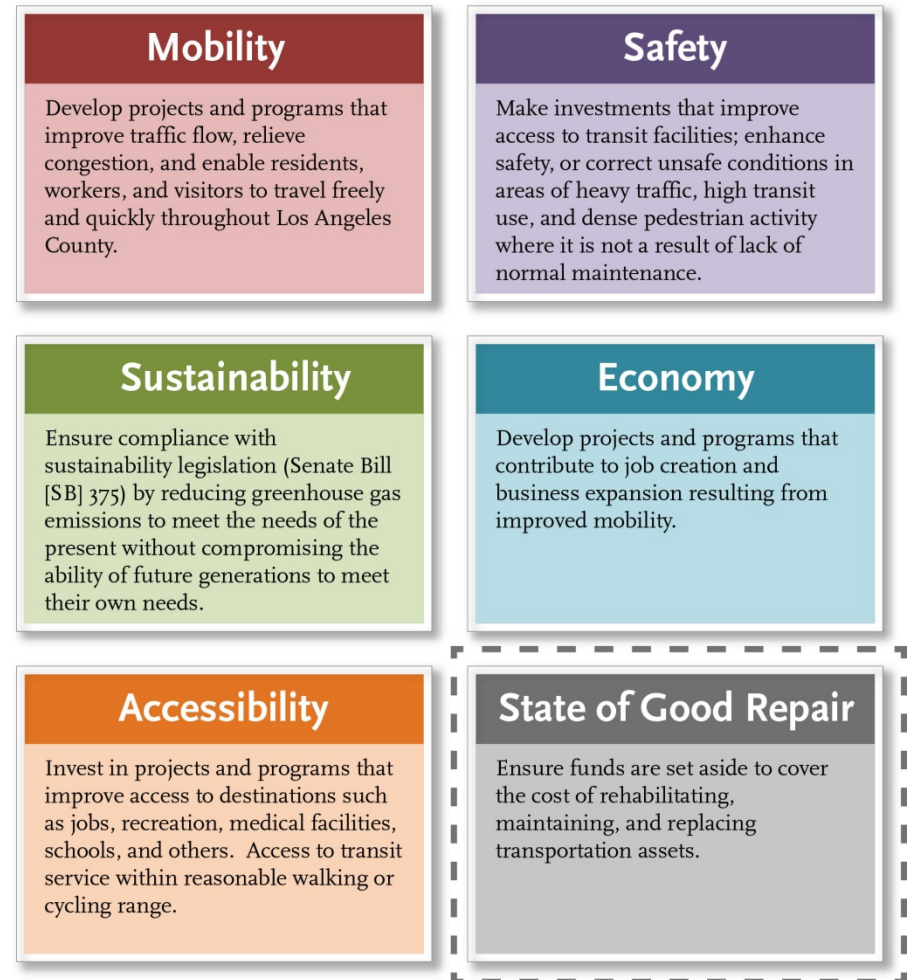 Mobility
Develop projects and programs that
improve traffic flow, relieve
congestion, and enable residents,
workers, and visitors to travel freely
and quickly throughout Los Angeles
County.
Safety
Make investments that improve
access to transit facilities; enhance
safety, or correct unsafe conditions in
areas of heavy traffic, high transit
use, and dense pedestrian activity
where it is not a result of lack of
normal maintenance.
Sustainability
Ensure compliance with
sustainability legislation (Senate Bill
[SB] 375) by reducing greenhouse gas
emissions to meet the needs of the
present without compromising the
ability of future generations to meet
their own needs.
Economy
Develop projects and programs that
contribute to job creation and
business expansion resulting from
improved mobility.
Accessibility
Invest in projects and programs that
improve access to destinations such
as jobs, recreation, medical facilities,
schools, and others.  Access to transit
service within reasonable walking or
cycling range.
State of Good Repair
Ensure funds are set aside to cover
the cost of rehabilitating,
maintaining, and replacing
transportation assets.